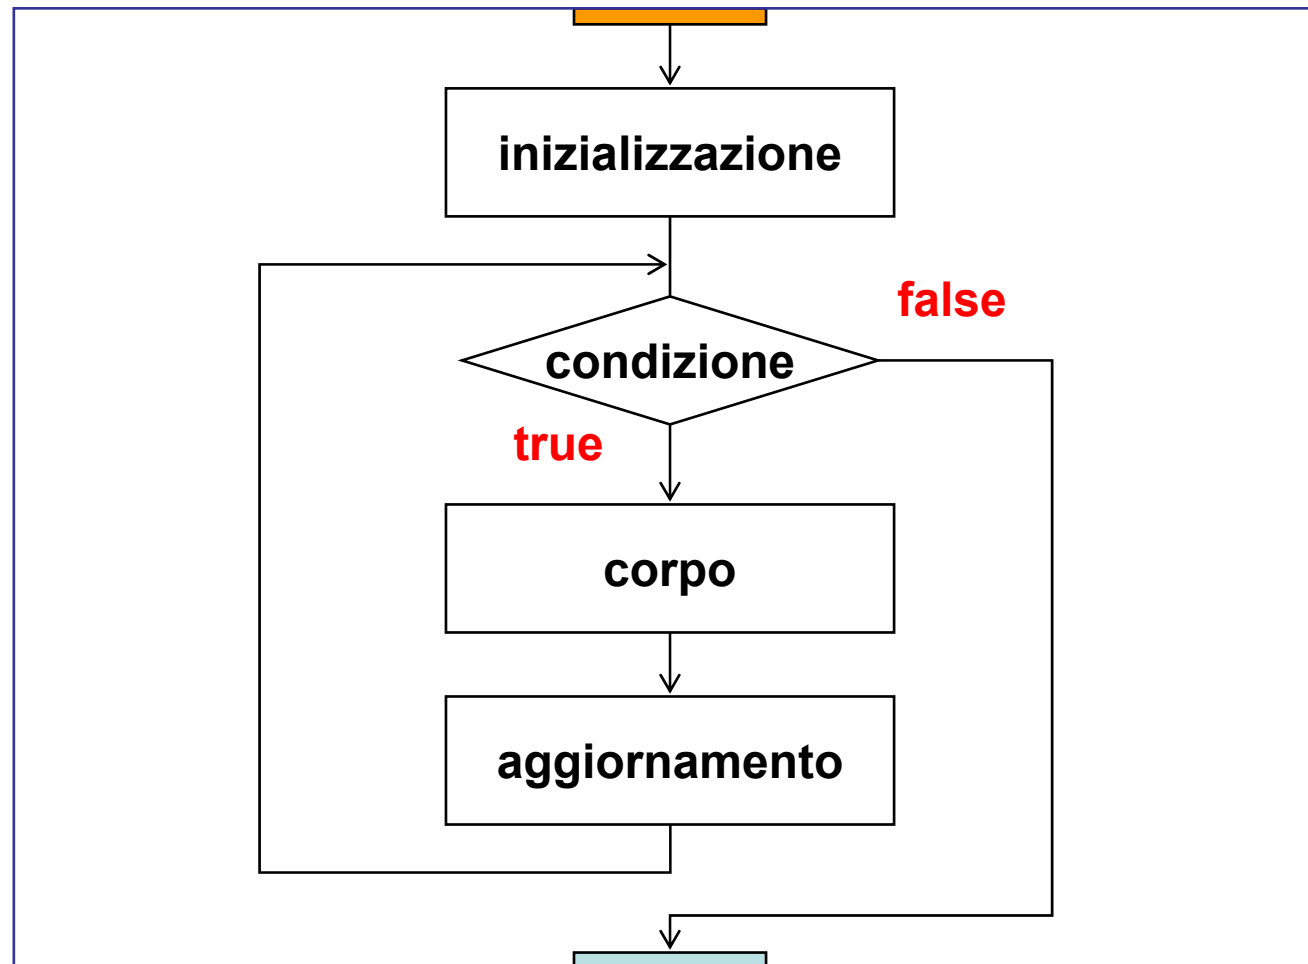 inizializzazione
false
condizione
true
corpo
aggiornamento